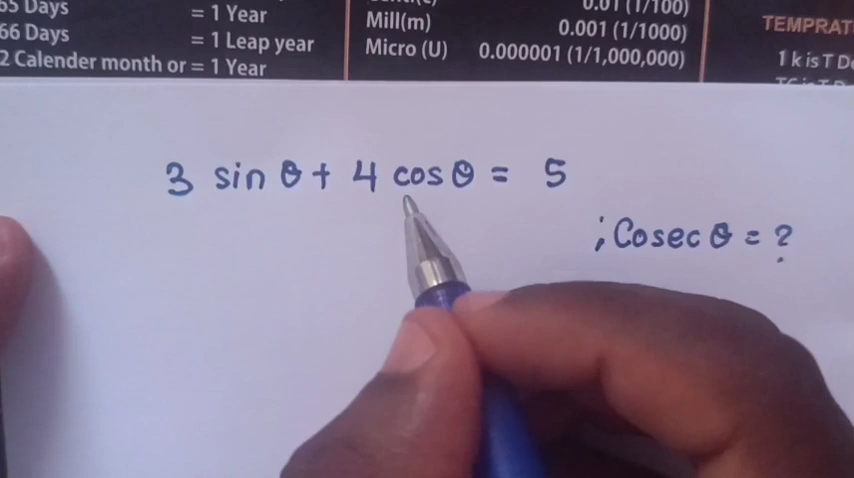 65 Days = 1 Year
66 Days = 1 Leap year
2 Calender month or = 1 Year
0.01 (1/100)
Mill(m) 0.001 (1/1000)
Micro (U) 0.000001 (1/1,000,000)
TEMPRAT
1 k is T D
3 sin θ + 4 cos θ = 5
; Cosec θ = ?